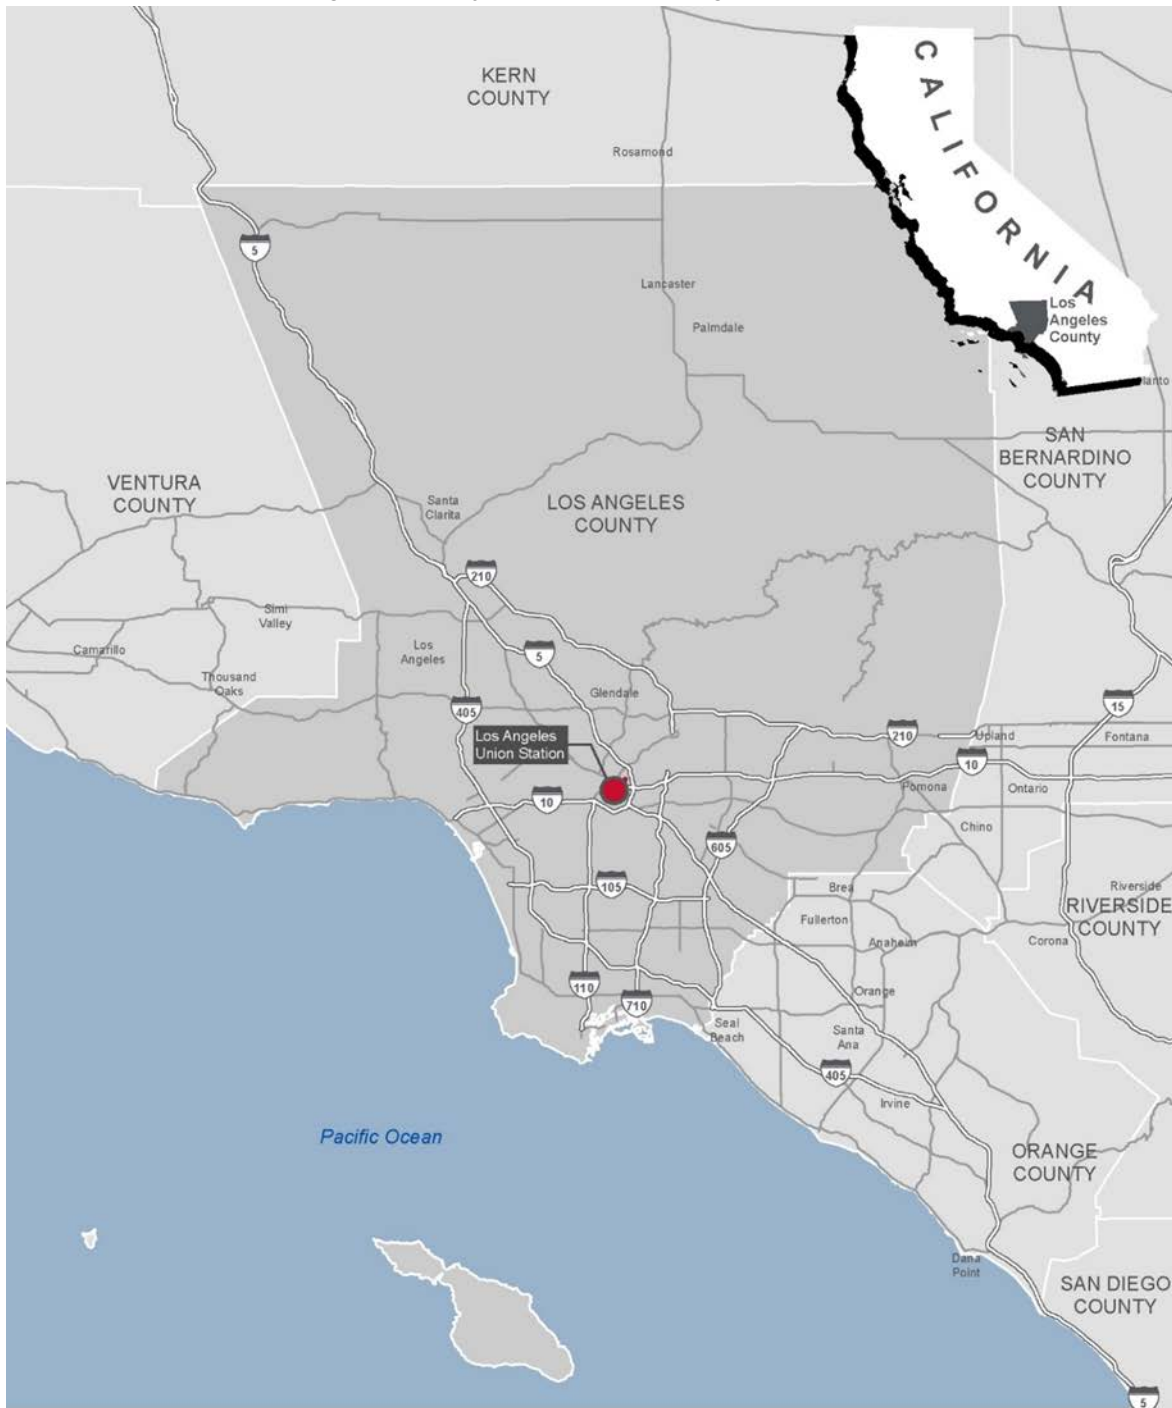 KERN
COUNTY
CALIFORNIA
Rosamond
5
Lancaster
Los
Angeles
County
Palmdale
SAN
BERNARDINO
COUNTY
VENTURA
COUNTY
Santa
Clarita
LOS ANGELES
COUNTY
210
Simi
Valley
Camarillo
Los
Angeles
5
Thousand
Oaks
Glendale
405
15
Los Angeles
Union Station
210
Upland
Fontana
10
Pomona
Ontario
10
Chino
605
105
Brea
Riverside
RIVERSIDE
COUNTY
Fullerton
Anaheim
Corona
110
710
Orange
Seal
Beach
Santa
Ana
405
Irvine
Pacific Ocean
ORANGE
COUNTY
Dana
Point
SAN DIEGO
COUNTY
5